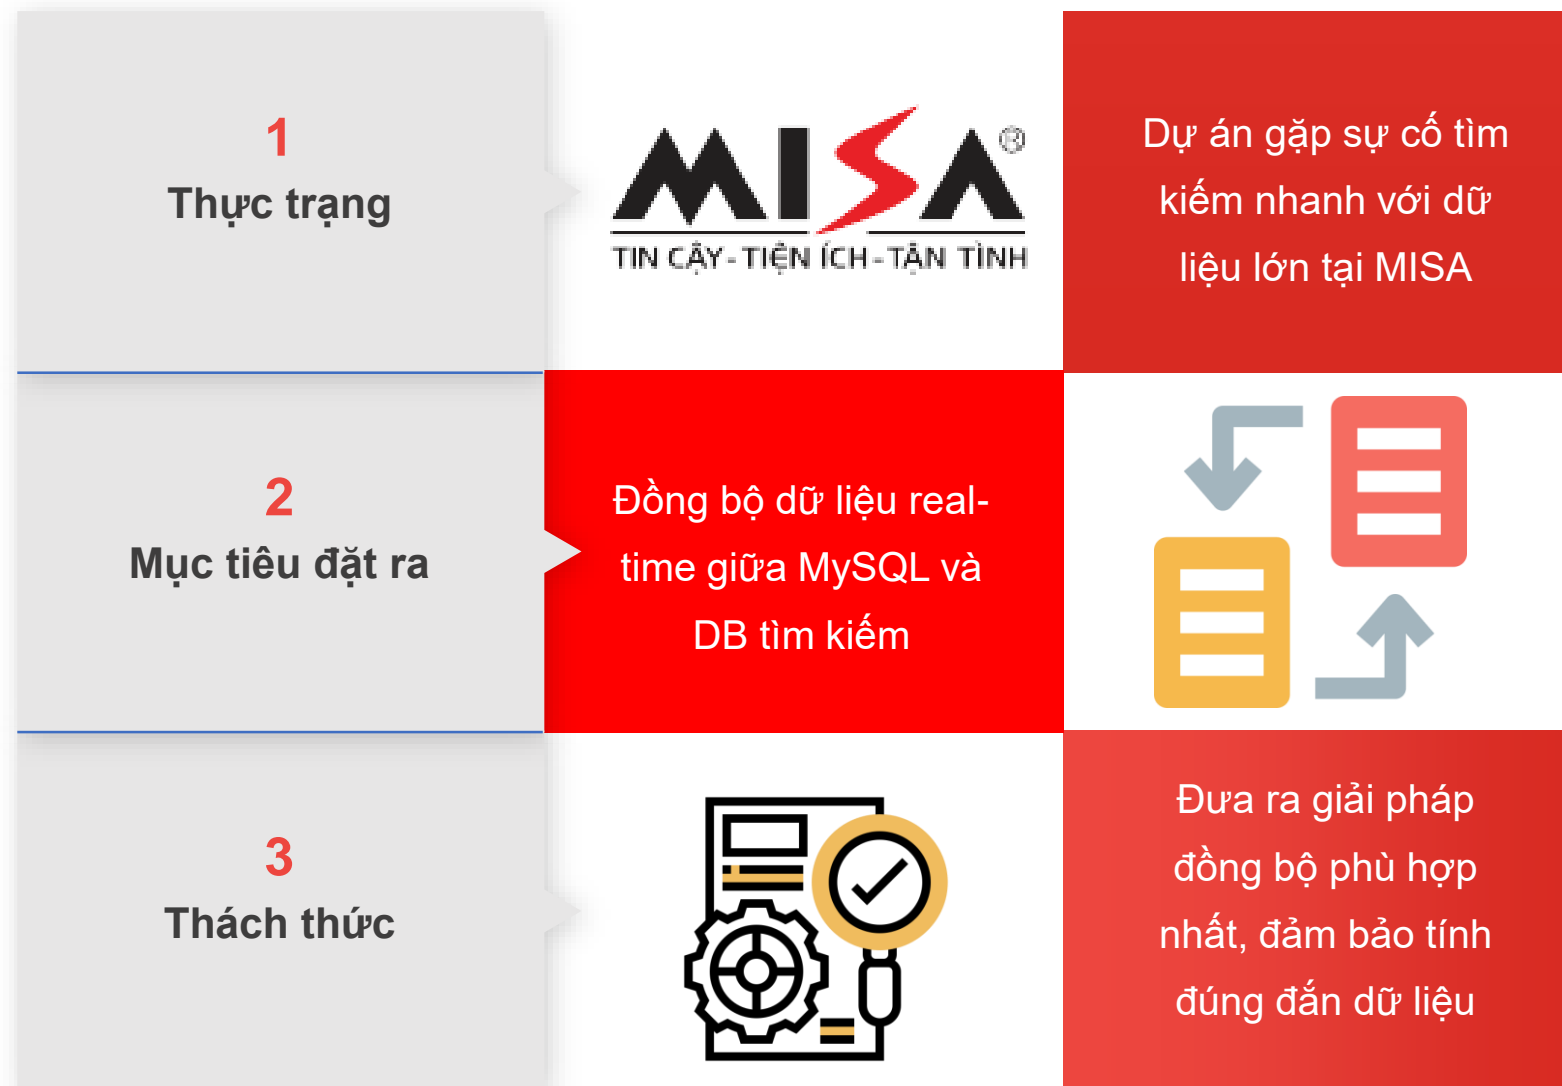 1
Thực trạng
MISA®
TIN CẬY - TIỆN ÍCH - TẬN TÌNH
Dự án gặp sự cố tìm
kiếm nhanh với dữ
liệu lớn tại MISA
2
Mục tiêu đặt ra
Đồng bộ dữ liệu real-
time giữa MySQL và
DB tìm kiếm
3
Thách thức
Đưa ra giải pháp
đồng bộ phù hợp
nhất, đảm bảo tính
đúng đắn dữ liệu